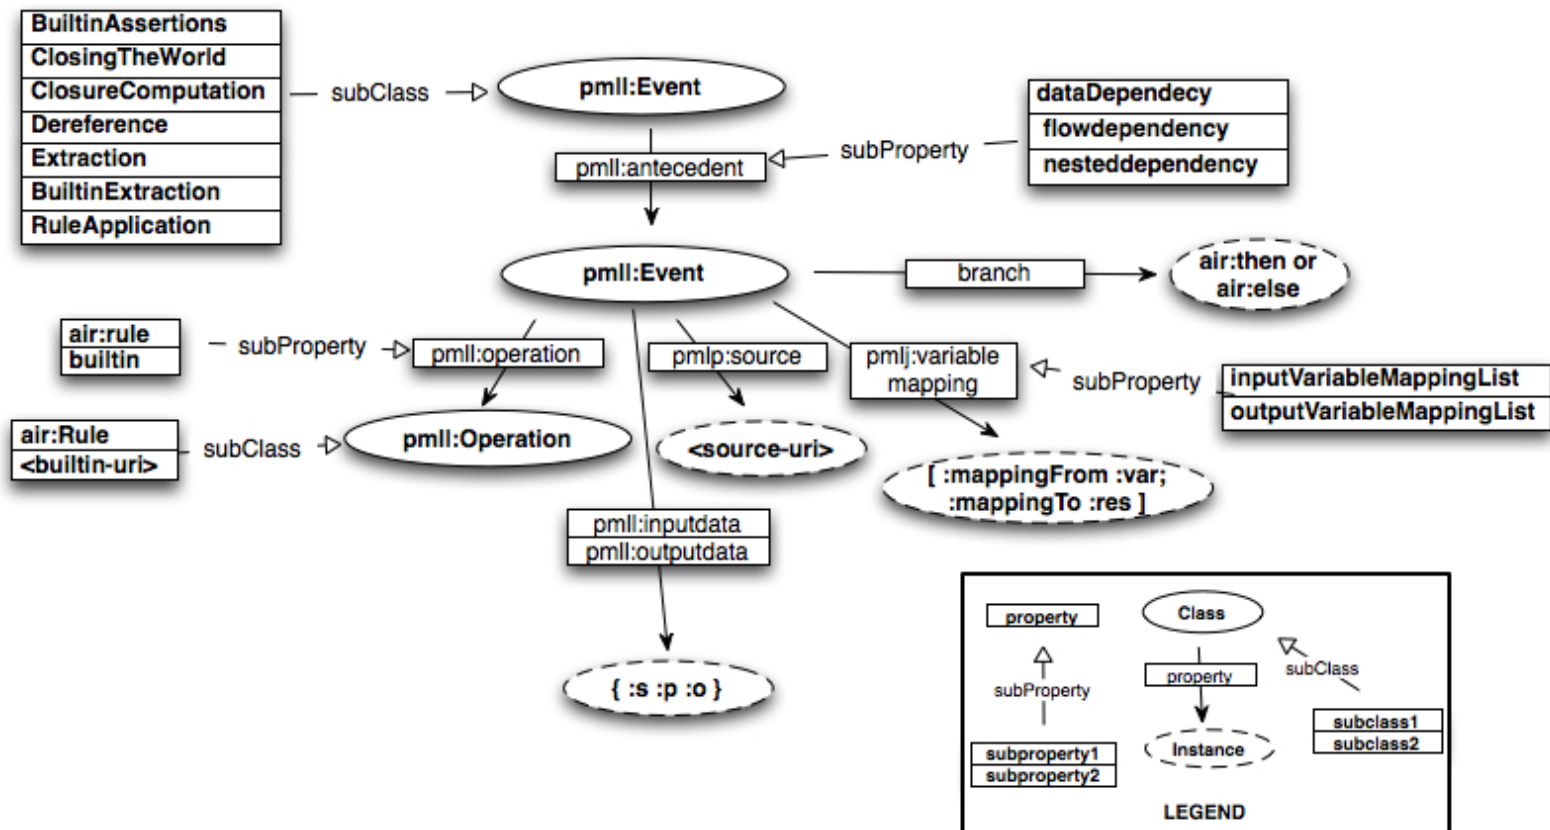 BuiltinAssertions
ClosingTheWorld
ClosureComputation
Dereference
Extraction
BuiltinExtraction
RuleApplication
subClass
pmll:Event
dataDependecy
flowdependency
nesteddependency
subProperty
pmll:antecedent
pmll:Event
branch
air:then or
air:else
air:rule
builtin
subProperty
pmll:operation
pmlp:source
pmlj:variable
mapping
subProperty
inputVariableMappingList
outputVariableMappingList
air:Rule
<builtin-uri>
subClass
pmll:Operation
<source-uri>
[ :mappingFrom :var;
:mappingTo :res ]
pmll:inputdata
pmll:outputdata
{ :s :p :o }
property
Class
subProperty
property
subClass
subproperty1
subproperty2
Instance
subclass1
subclass2
LEGEND